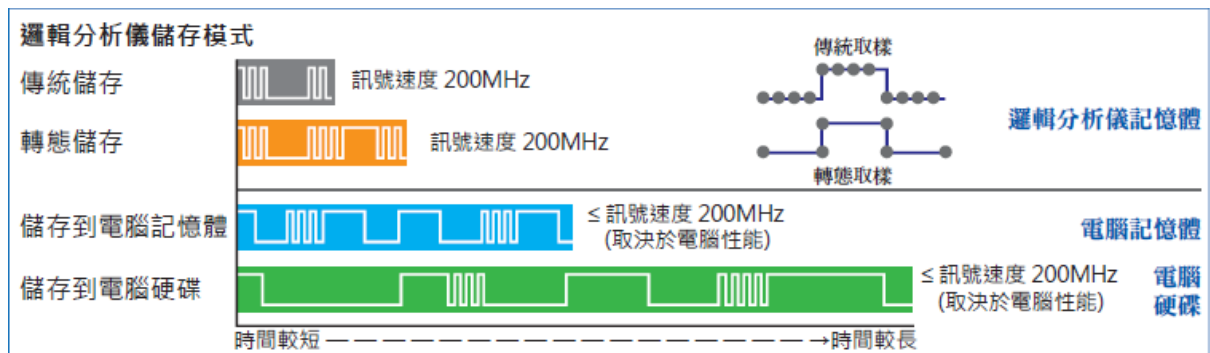 邏輯分析儀儲存模式
傳統取樣
傳統儲存
訊號速度 200MHz
邏輯分析儀記憶體
轉態儲存
訊號速度 200MHz
轉態取樣
儲存到電腦記憶體
≤ 訊號速度 200MHz
(取決於電腦性能)
電腦記憶體
儲存到電腦硬碟
≤ 訊號速度 200MHz
(取決於電腦性能)
電腦
硬碟
時間較短 — — — — — — — — — — — — — — — — — — →時間較長